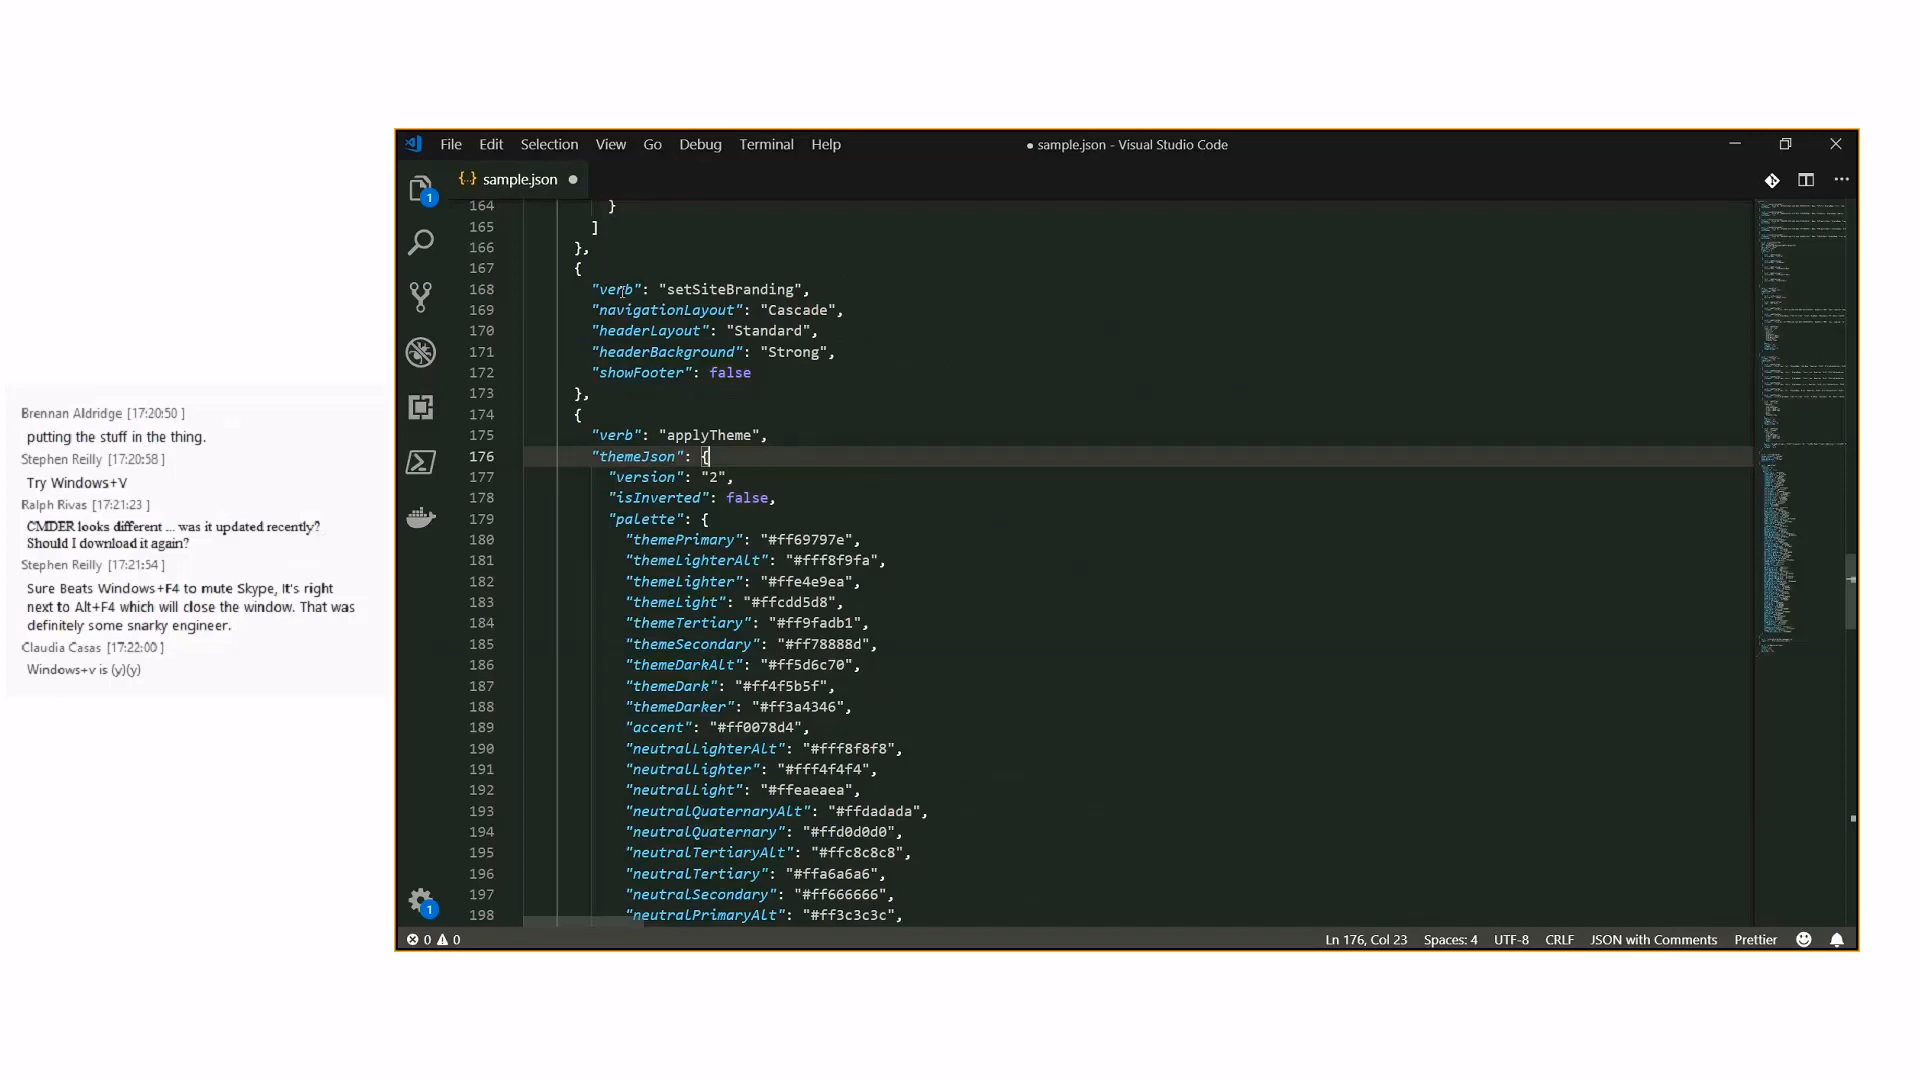 Brennan Aldridge [17:20:50 ]
putting the stuff in the thing.
Stephen Reilly [17:20:58 ]
Try Windows+V
Ralph Rivas [17:21:23 ]
CMDER looks different ... was it updated recently?
Should I download it again?
Stephen Reilly [17:21:54 ]
Sure Beats Windows+F4 to mute Skype, It's right
next to Alt+F4 which will close the window. That was
definitely some snarky engineer.
Claudia Casas [17:22:00 ]
Windows+v is (y)(y)
File Edit Selection View Go Debug Terminal Help
● sample.json - Visual Studio Code
{..} sample.json ●
1
164 }
165 ]
166 },
167 {
168 "verb": "setSiteBranding",
169 "navigationLayout": "Cascade",
170 "headerLayout": "Standard",
171 "headerBackground": "Strong",
172 "showFooter": false
173 },
174 {
175 "verb": "applyTheme",
176 "themeJson": {
177 "version": "2",
178 "isInverted": false,
179 "palette": {
180 "themePrimary": "#ff69797e",
181 "themeLighterAlt": "#fff8f9fa",
182 "themeLighter": "#ffe4e9ea",
183 "themeLight": "#ffcdd5d8",
184 "themeTertiary": "#ff9fadb1",
185 "themeSecondary": "#ff78888d",
186 "themeDarkAlt": "#ff5d6c70",
187 "themeDark": "#ff4f5b5f",
188 "themeDarker": "#ff3a4346",
189 "accent": "#ff0078d4",
190 "neutralLighterAlt": "#fff8f8f8",
191 "neutralLighter": "#fff4f4f4",
192 "neutralLight": "#ffeaeaea",
193 "neutralQuaternaryAlt": "#ffdadada",
194 "neutralQuaternary": "#ffd0d0d0",
195 "neutralTertiaryAlt": "#ffc8c8c8",
196 "neutralTertiary": "#ffa6a6a6",
197 "neutralSecondary": "#ff666666",
198 "neutralPrimaryAlt": "#ff3c3c3c",
1
0 0
Ln 176, Col 23 Spaces: 4 UTF-8 CRLF JSON with Comments Prettier